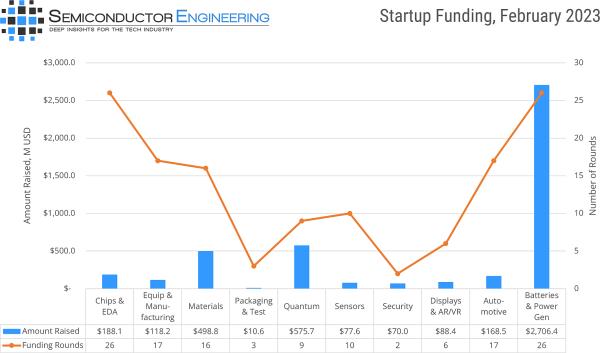 SEMICONDUCTOR ENGINEERING
DEEP INSIGHTS FOR THE TECH INDUSTRY
Startup Funding, February 2023
Amount Raised, M USD
$3,000.0
$2,500.0
$2,000.0
$1,500.0
$1,000.0
$500.0
$-
30
25
20
15
10
5
0
Number of Rounds
Chips & EDA
Equip & Manu-facturing
Materials
Packaging & Test
Quantum
Sensors
Security
Displays & AR/VR
Auto-motive
Batteries & Power Gen
Amount Raised $188.1 $118.2 $498.8 $10.6 $575.7 $77.6 $70.0 $88.4 $168.5 $2,706.4
Funding Rounds 26 17 16 3 9 10 2 6 17 26